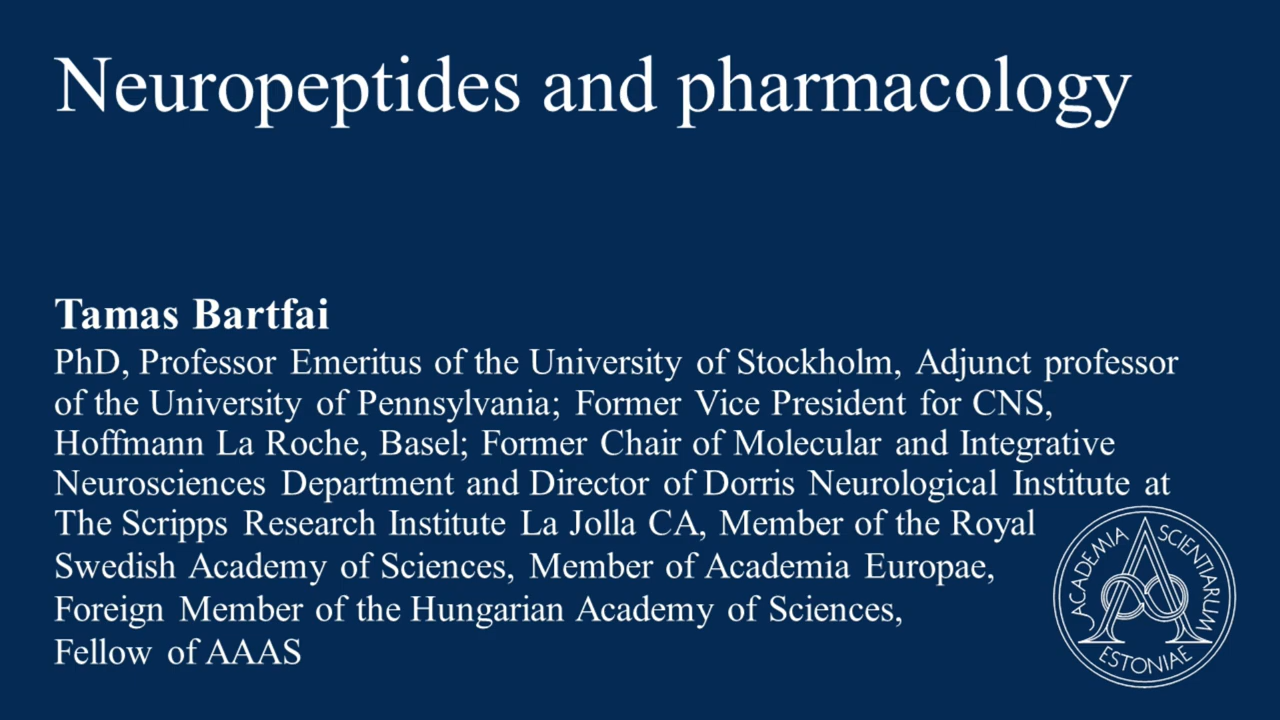 Neuropeptides and pharmacology
Tamas Bartfai
PhD, Professor Emeritus of the University of Stockholm, Adjunct professor
of the University of Pennsylvania; Former Vice President for CNS,
Hoffmann La Roche, Basel; Former Chair of Molecular and Integrative
Neurosciences Department and Director of Dorris Neurological Institute at
The Scripps Research Institute La Jolla CA, Member of the Royal
Swedish Academy of Sciences, Member of Academia Europae,
Foreign Member of the Hungarian Academy of Sciences,
Fellow of AAAS
ACADEMIA SCIENTIARUM ESTONIAE